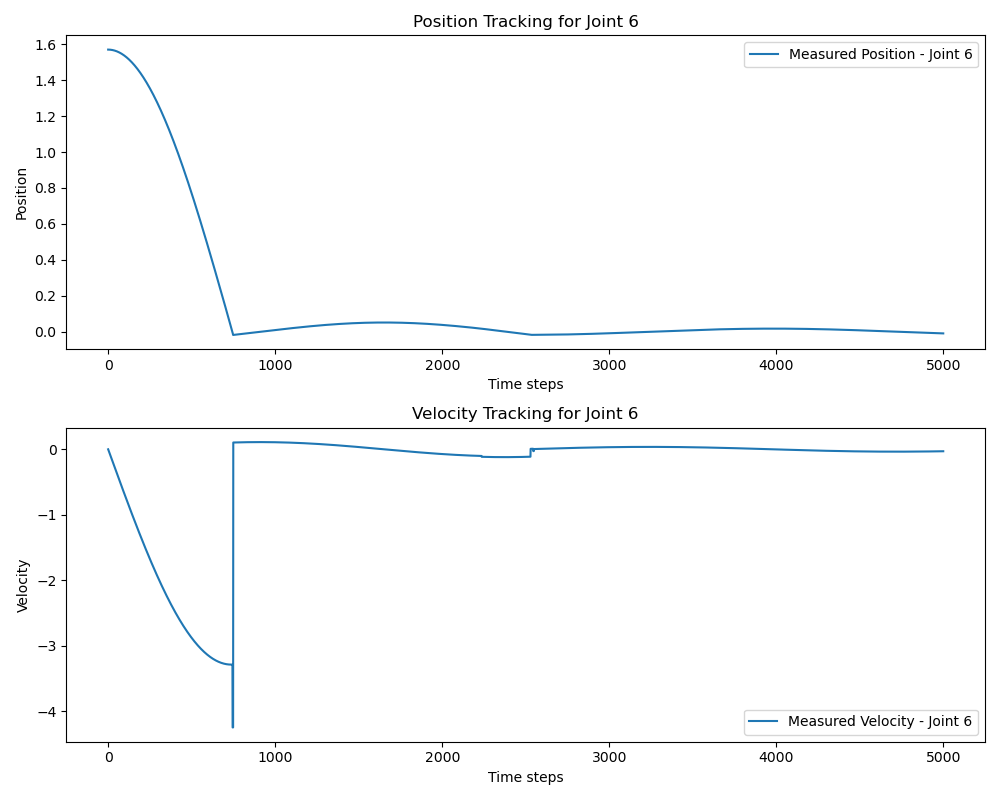 Position Tracking for Joint 6
Measured Position - Joint 6
Position
1.6
1.4
1.2
1.0
0.8
0.6
0.4
0.2
0.0
0 1000 2000 3000 4000 5000
Time steps
Velocity Tracking for Joint 6
Velocity
0
−1
−2
−3
−4
Measured Velocity - Joint 6
0 1000 2000 3000 4000 5000
Time steps